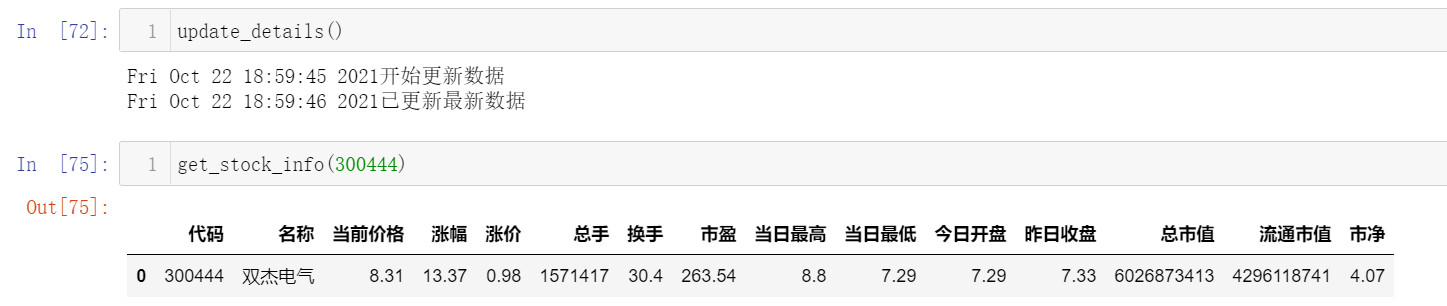 In [72]: 1 update_details()
Fri Oct 22 18:59:45 2021开始更新数据
Fri Oct 22 18:59:46 2021已更新最新数据
In [75]: 1 get_stock_info(300444)
Out[75]:
代码 名称 当前价格 涨幅 涨价 总手 换手 市盈 当日最高 当日最低 今日开盘 昨日收盘 总市值 流通市值 市净
0 300444 双杰电气 8.31 13.37 0.98 1571417 30.4 263.54 8.8 7.29 7.29 7.33 6026873413 4296118741 4.07